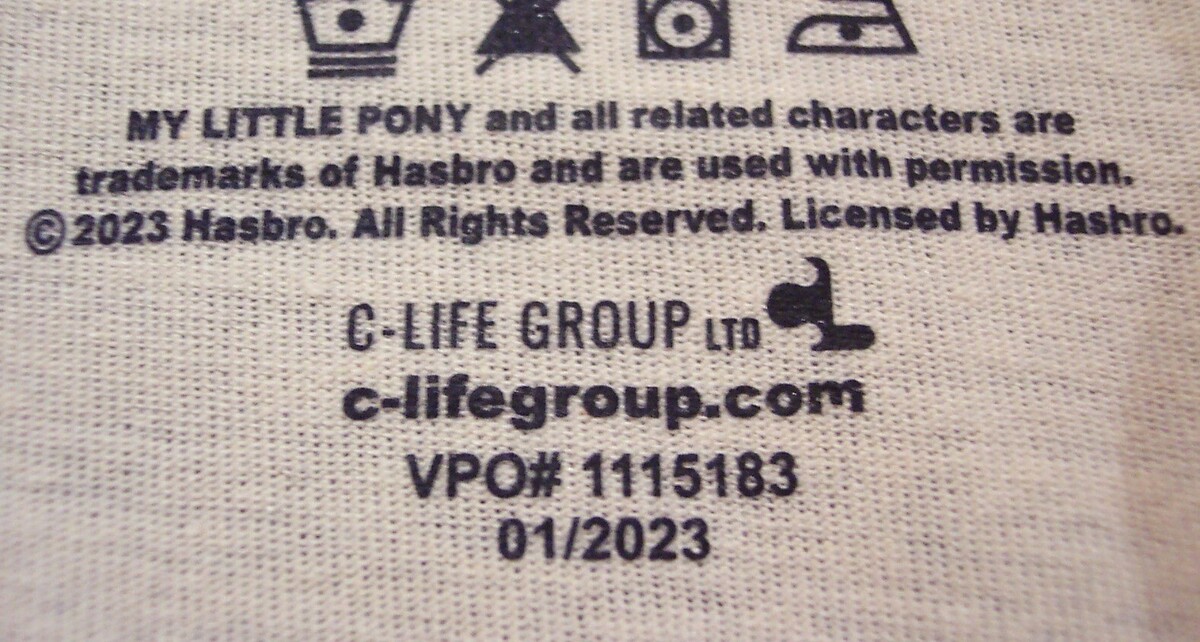 MY LITTLE PONY and all related characters are
trademarks of Hasbro and are used with permission.
©2023 Hasbro. All Rights Reserved. Licensed by Hasbro.
C-LIFE GROUP LTD
c-lifegroup.com
VPO# 1115183
01/2023